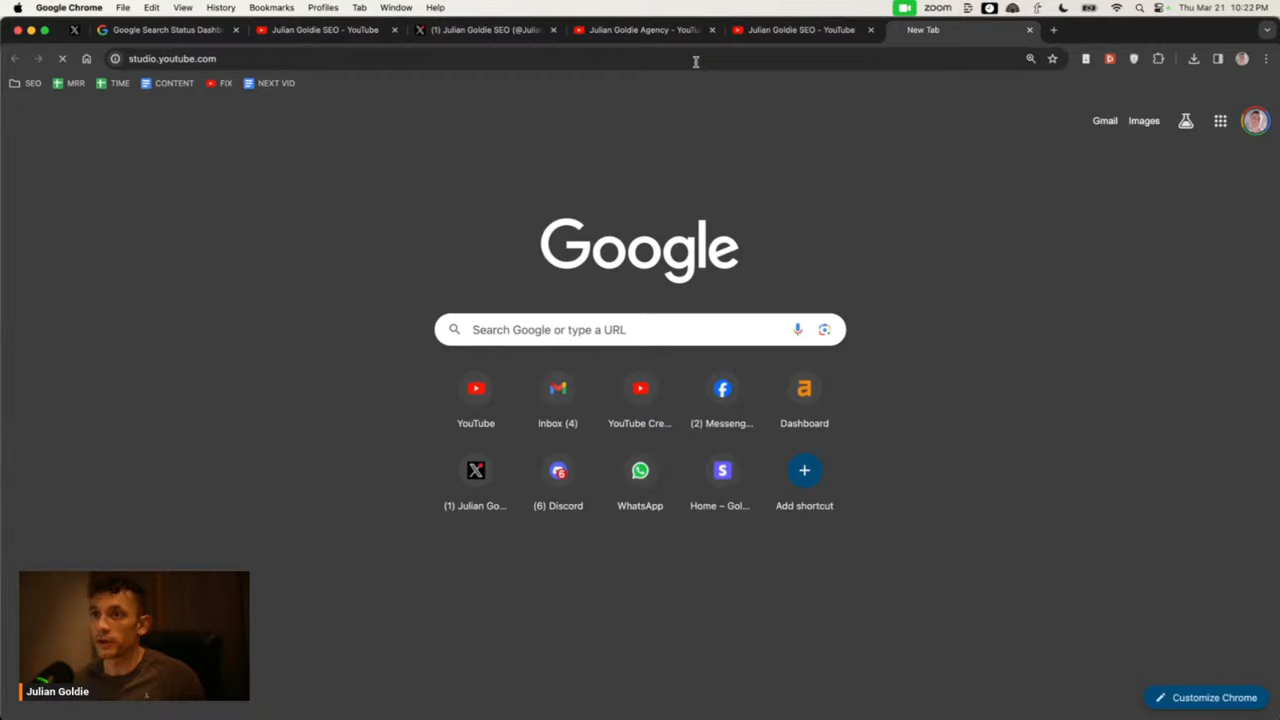 Google Chrome File Edit View History Bookmarks Profiles Tab Window Help zoom Thu Mar 21 10:22 PM
Google Search Status Dashb Julian Goldie SEO - YouTube (1) Julian Goldie SEO (@Julie Julian Goldie Agency - YouTu Julian Goldie SEO - YouTube New Tab
studio.youtube.com
SEO MRR TIME CONTENT FIX NEXT VID
Gmail Images
Google
Search Google or type a URL
YouTube Inbox (4) YouTube Cre... (2) Messeng... Dashboard
(1) Julian Go... (6) Discord WhatsApp Home – Gol... Add shortcut
Julian Goldie
Customize Chrome